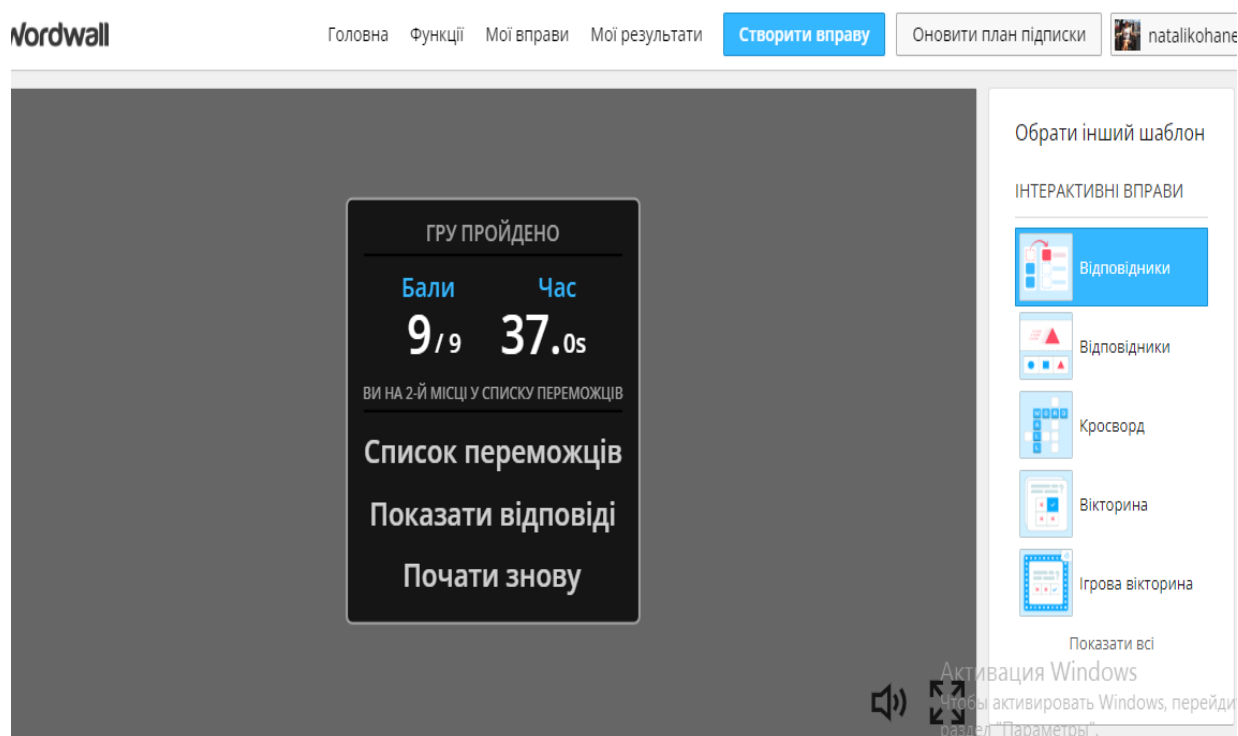 Wordwall
Головна Функції Мої вправи Мої результати Створити вправу Оновити план підписки natalikohane
Обрати інший шаблон
ІНТЕРАКТИВНІ ВПРАВИ
Відповідники
Відповідники
Кросворд
Вікторина
Ігрова вікторина
Показати всі
ГРУ ПРОЙДЕНО
Бали Час
9/9 37.0s
ВИ НА 2-Й МІСЦІ У СПИСКУ ПЕРЕМОЖЦІВ
Список переможців
Показати відповіді
Почати знову
Активация Windows
Чтобы активировать Windows, перейди
раздел "Параметры".